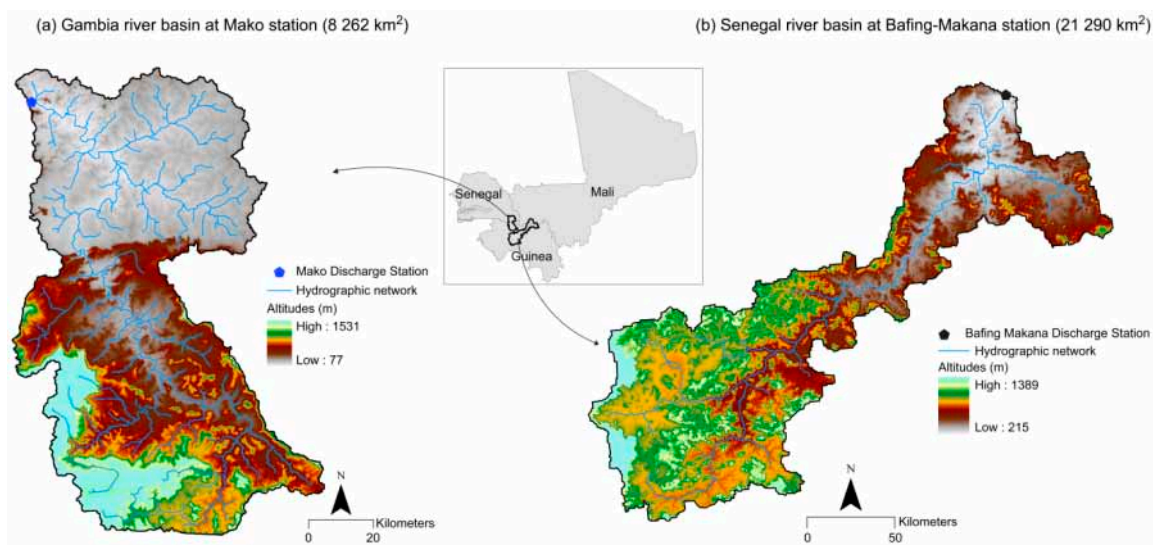 (a) Gambia river basin at Mako station (8 262 km²)
(b) Senegal river basin at Bafing-Makana station (21 290 km²)
Senegal
Mali
Guinea
Mako Discharge Station
Hydrographic network
Altitudes (m)
High : 1531
Low : 77
N
Kilometers
0 20
Bafing Makana Discharge Station
Hydrographic network
Altitudes (m)
High : 1389
Low : 215
N
Kilometers
0 50